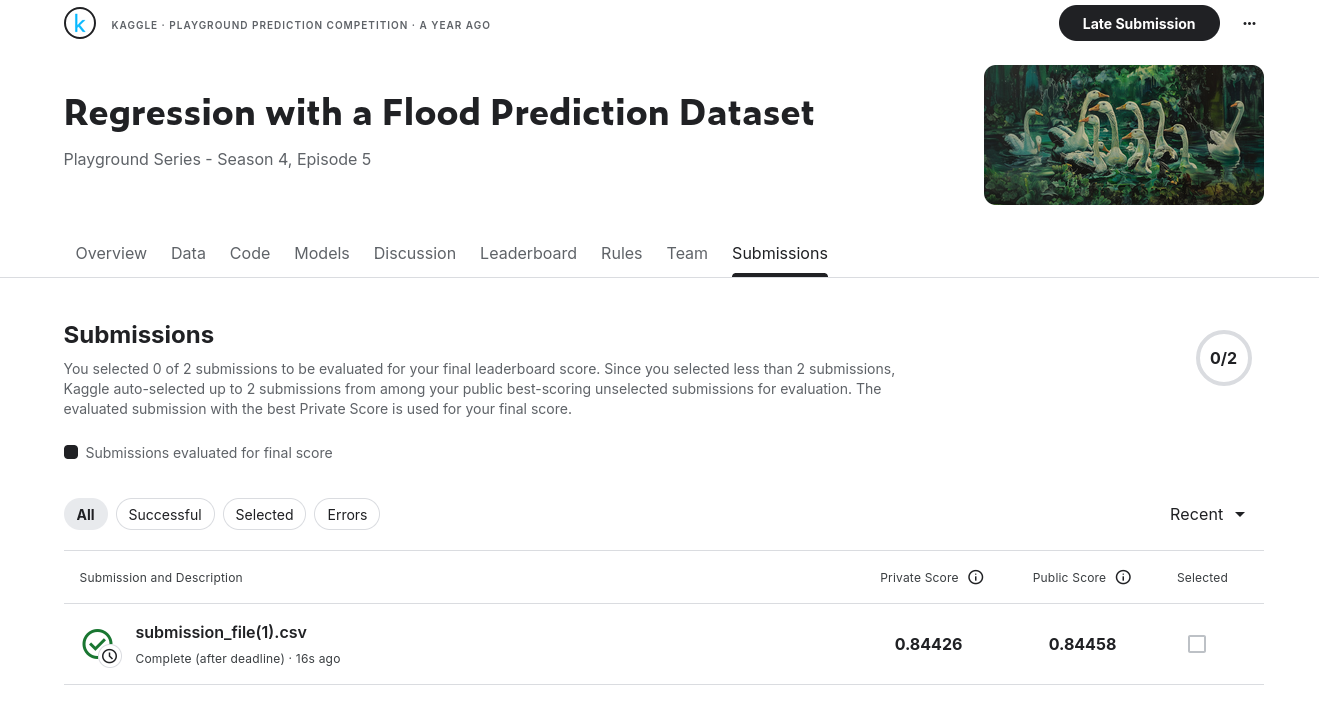 k
KAGGLE · PLAYGROUND PREDICTION COMPETITION · A YEAR AGO
Late Submission
Regression with a Flood Prediction Dataset
Playground Series - Season 4, Episode 5
Overview Data Code Models Discussion Leaderboard Rules Team Submissions
Submissions
You selected 0 of 2 submissions to be evaluated for your final leaderboard score. Since you selected less than 2 submissions,
Kaggle auto-selected up to 2 submissions from among your public best-scoring unselected submissions for evaluation. The
evaluated submission with the best Private Score is used for your final score.
0/2
Submissions evaluated for final score
All Successful Selected Errors Recent
Submission and Description Private Score Public Score Selected
submission_file(1).csv
Complete (after deadline) · 16s ago
0.84426 0.84458